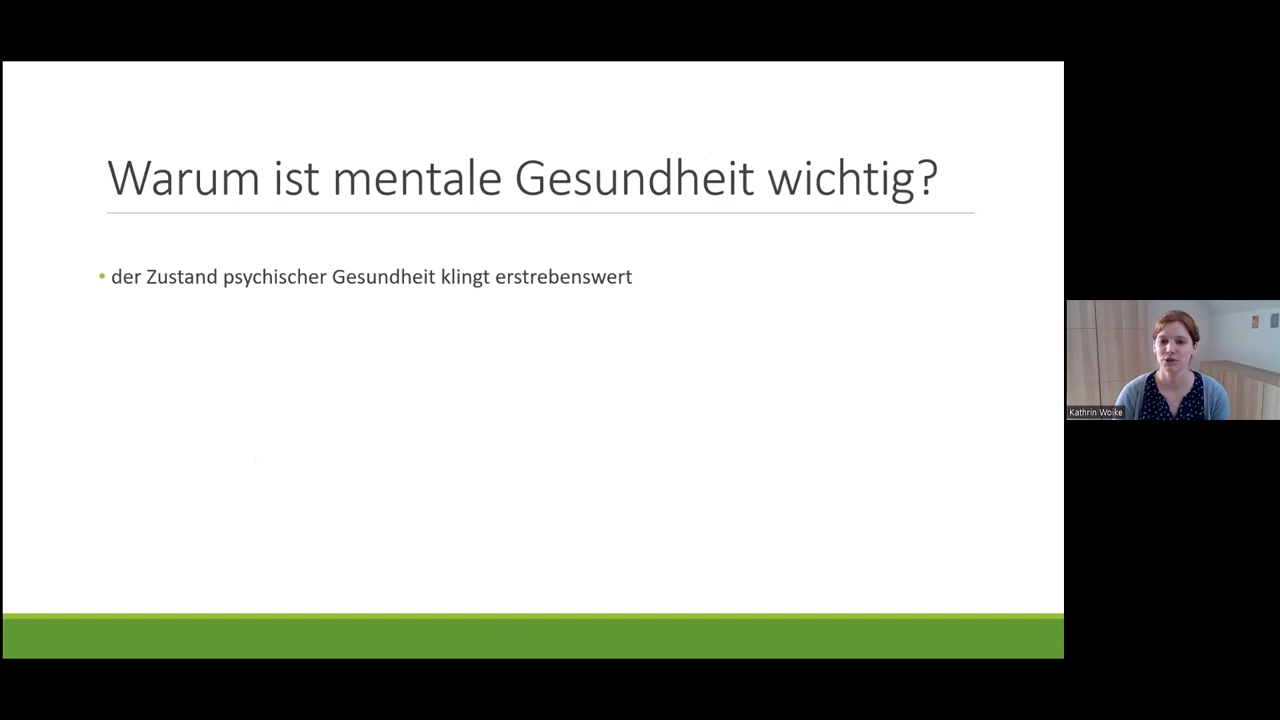 Warum ist mentale Gesundheit wichtig?
• der Zustand psychischer Gesundheit klingt erstrebenswert
Kathrin Woike